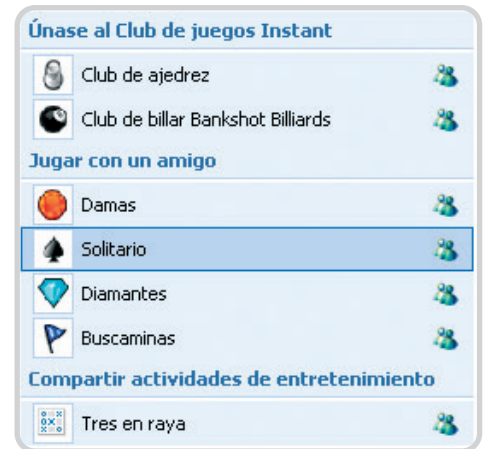 Únase al Club de juegos Instant
Club de ajedrez
Club de billar Bankshot Billiards
Jugar con un amigo
Damas
Solitario
Diamantes
Buscaminas
Compartir actividades de entretenimiento
Tres en raya